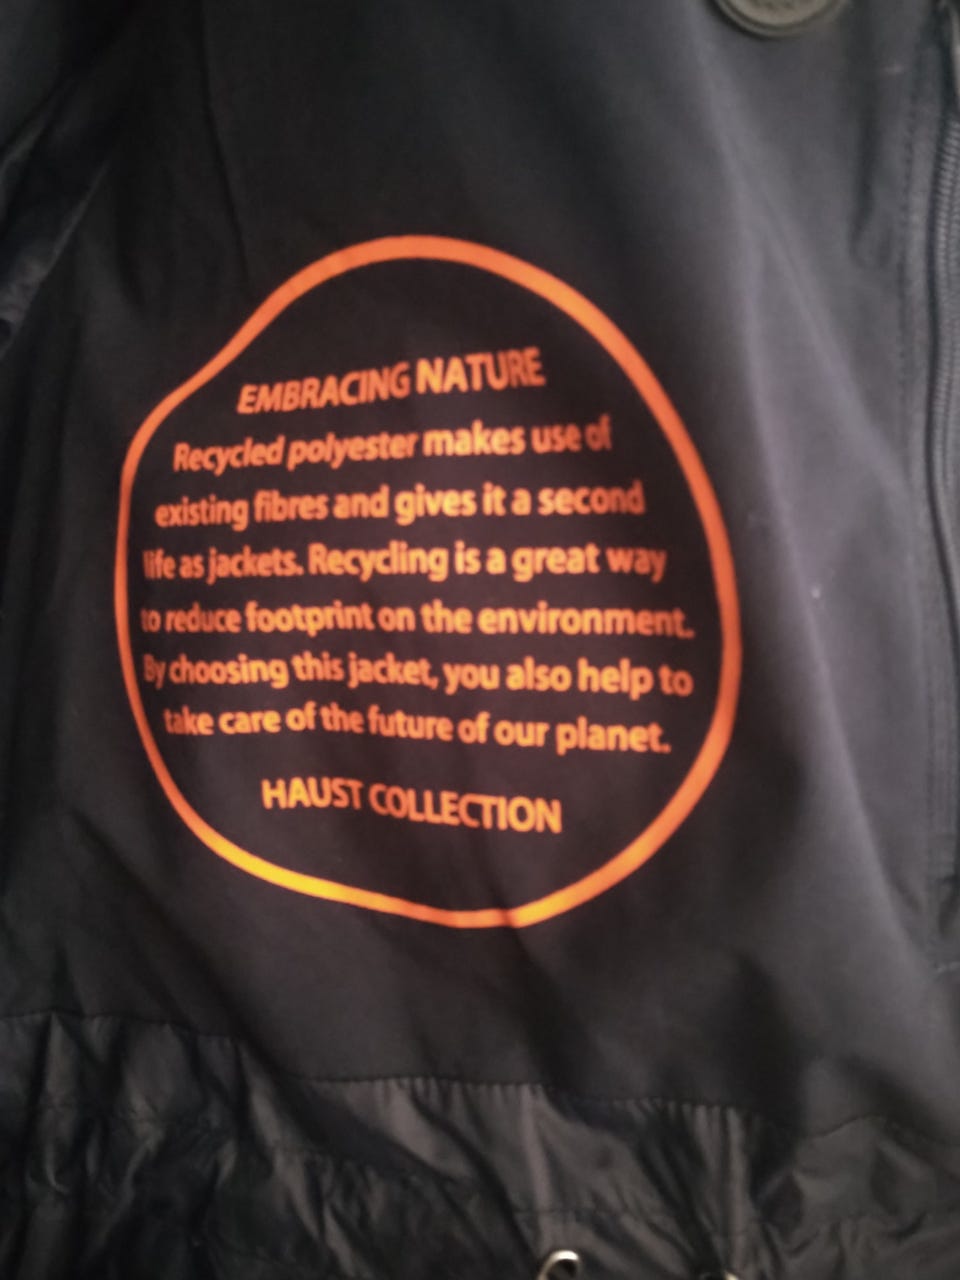 EMBRACING NATURE
Recycled polyester makes use of
existing fibres and gives it a second
life as jackets. Recycling is a great way
to reduce footprint on the environment.
By choosing this jacket, you also help to
take care of the future of our planet.
HAUST COLLECTION